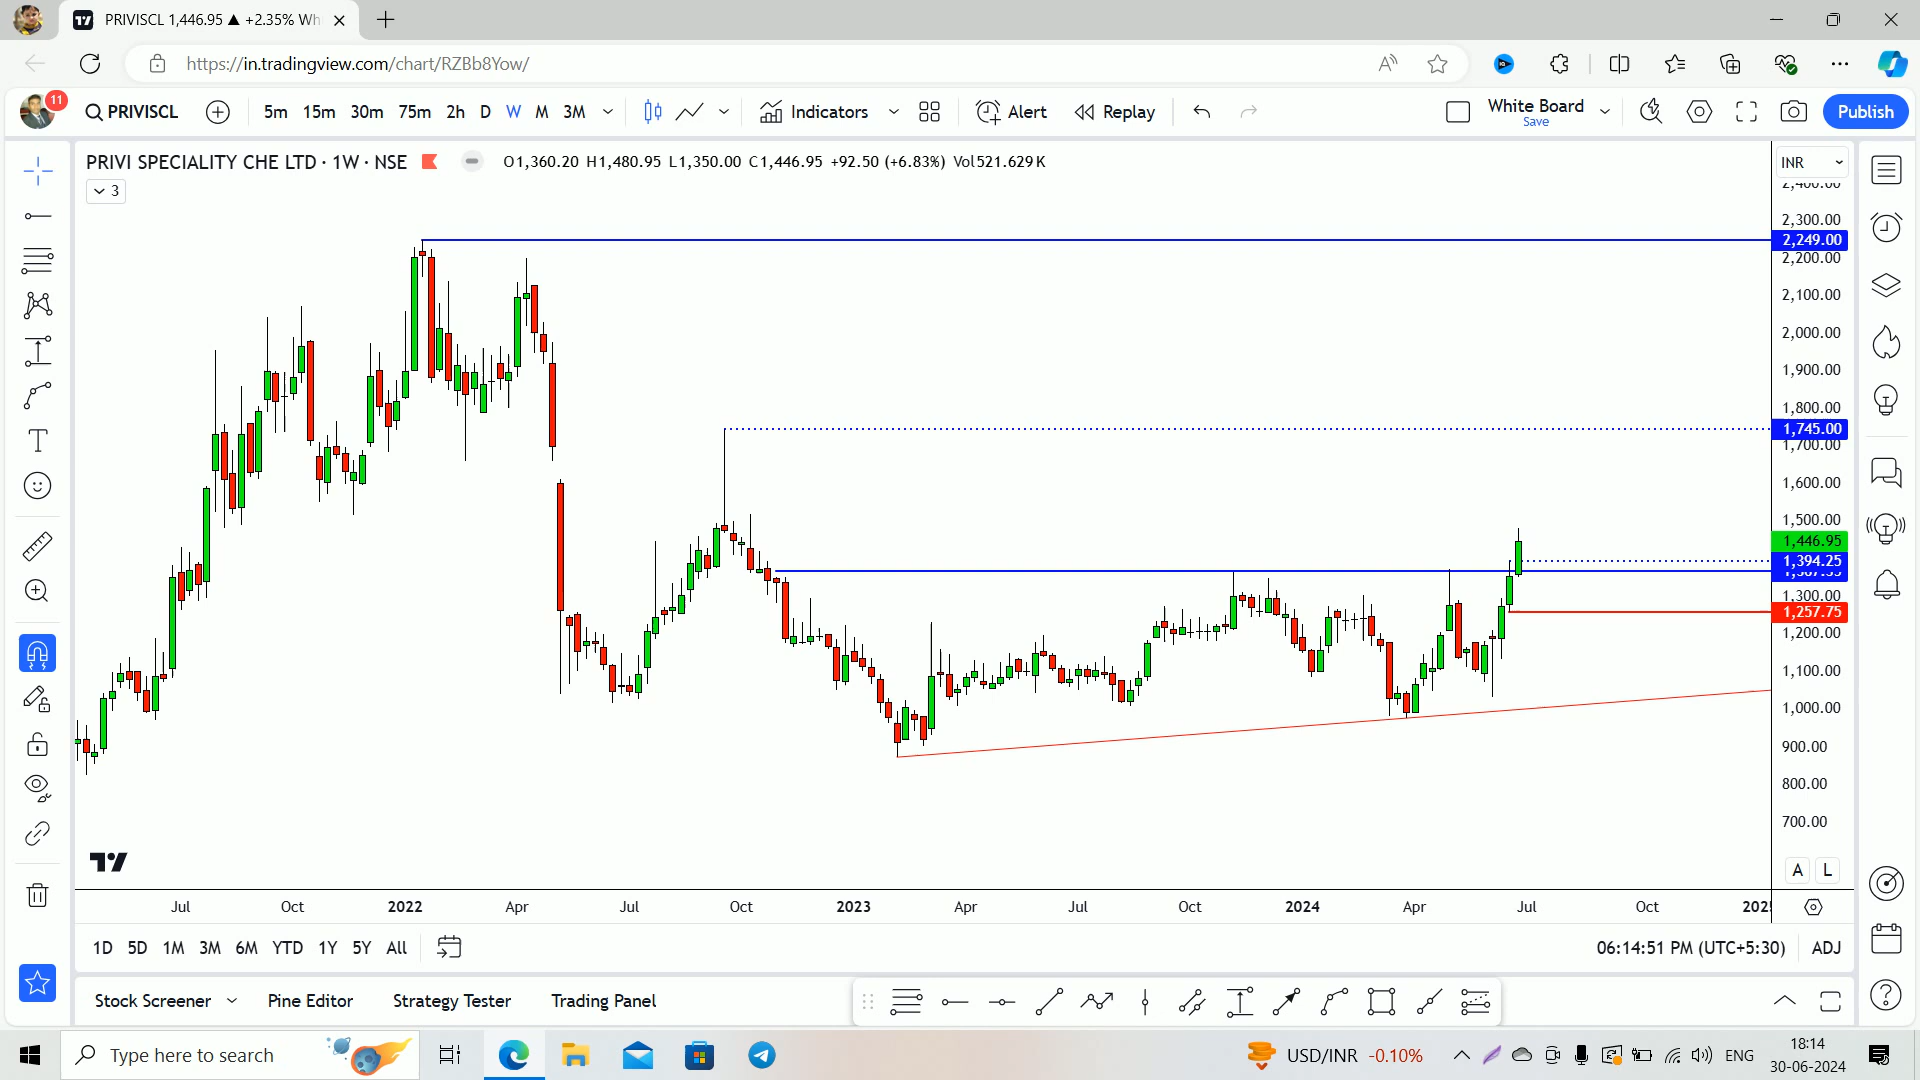 PRIVISCL 1,446.95 ▲ +2.35% Wh
https://in.tradingview.com/chart/RZBb8Yow/
11
PRIVISCL 5m 15m 30m 75m 2h D W M 3M Indicators Alert Replay White Board Publish
Save
PRIVI SPECIALITY CHE LTD · 1W · NSE O1,360.20 H1,480.95 L1,350.00 C1,446.95 +92.50 (+6.83%) Vol521.629K
INR
3
2,400.00
2,300.00
2,249.00
2,200.00
2,100.00
2,000.00
1,900.00
1,800.00
1,745.00
1,700.00
1,600.00
1,500.00
1,446.95
1,394.25
1,300.00
1,257.75
1,200.00
1,100.00
1,000.00
900.00
800.00
700.00
A L
Jul Oct 2022 Apr Jul Oct 2023 Apr Jul Oct 2024 Apr Jul Oct
1D 5D 1M 3M 6M YTD 1Y 5Y All 06:14:51 PM (UTC+5:30) ADJ
Stock Screener Pine Editor Strategy Tester Trading Panel
Type here to search USD/INR -0.10% ENG 18:14
30-06-2024